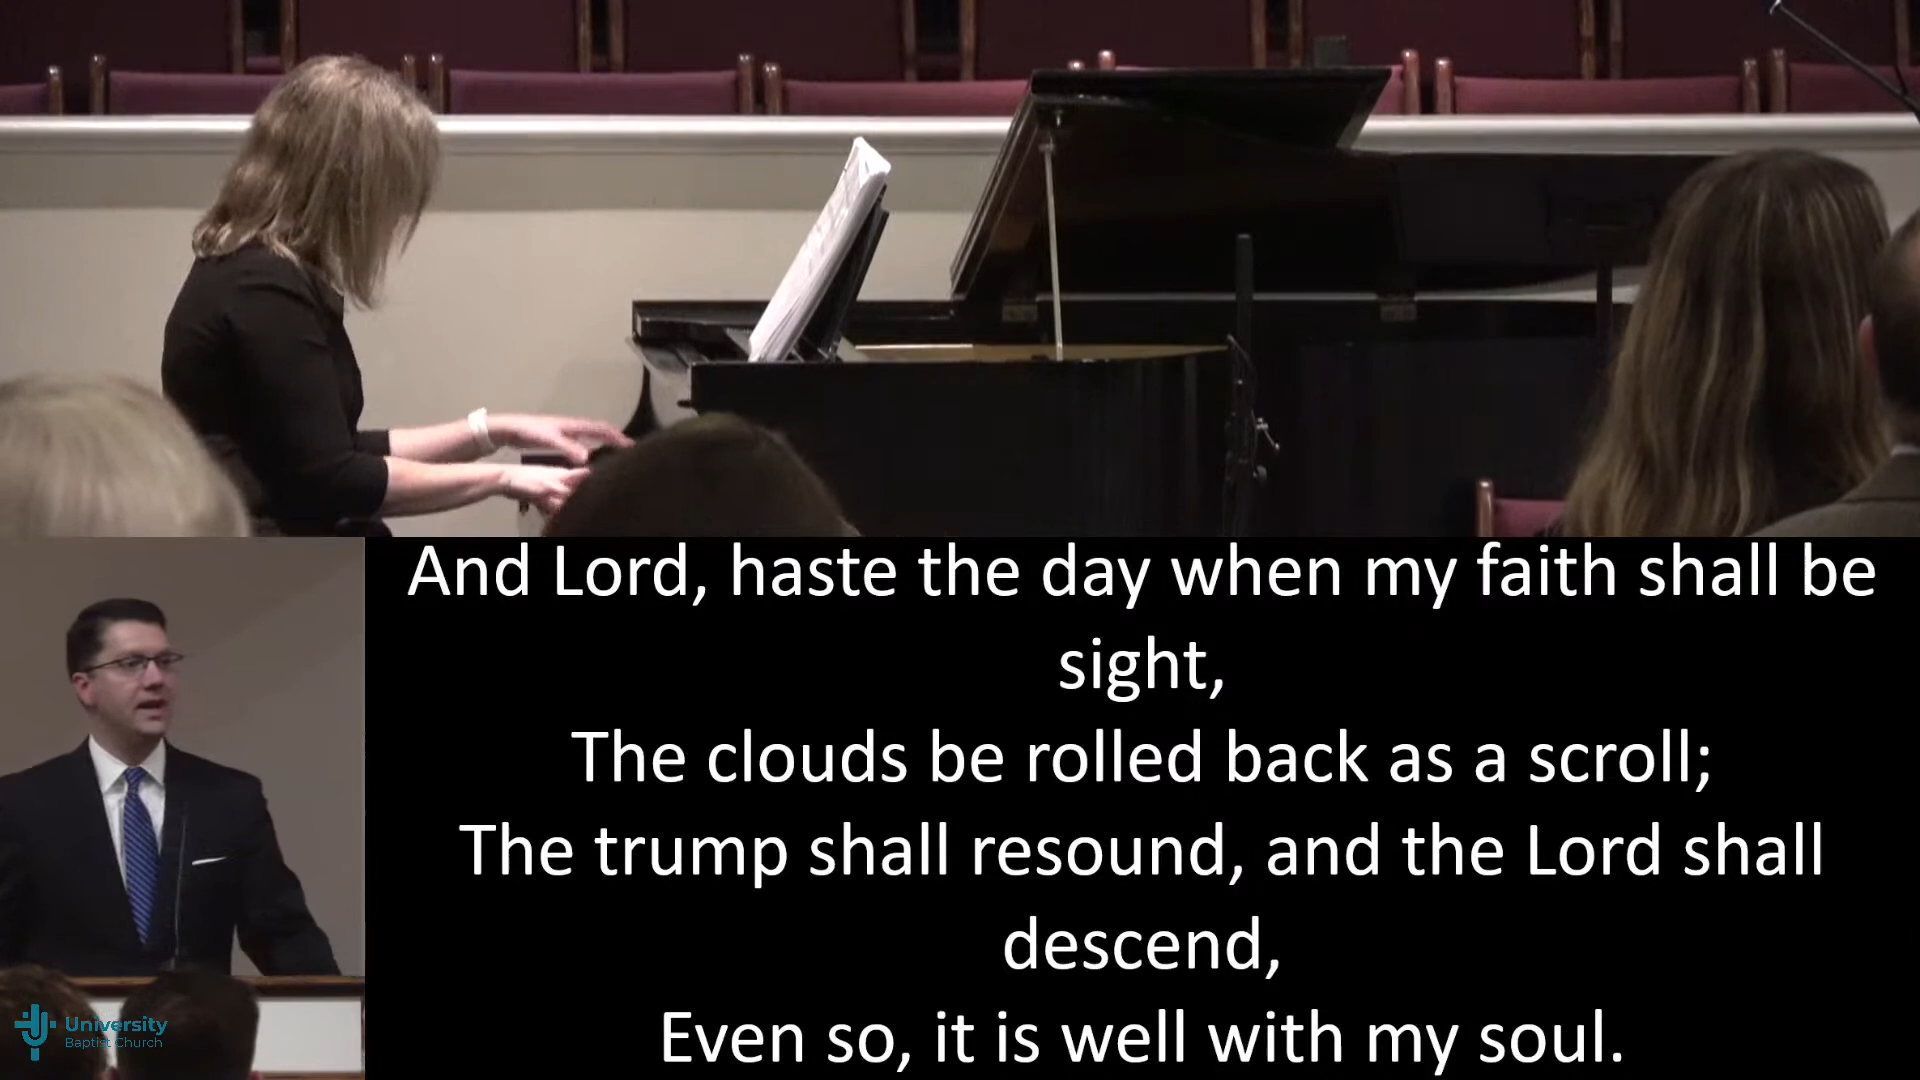 And Lord, haste the day when my faith shall be
sight,
The clouds be rolled back as a scroll;
The trump shall resound, and the Lord shall
descend,
Even so, it is well with my soul.
University
Baptist Church